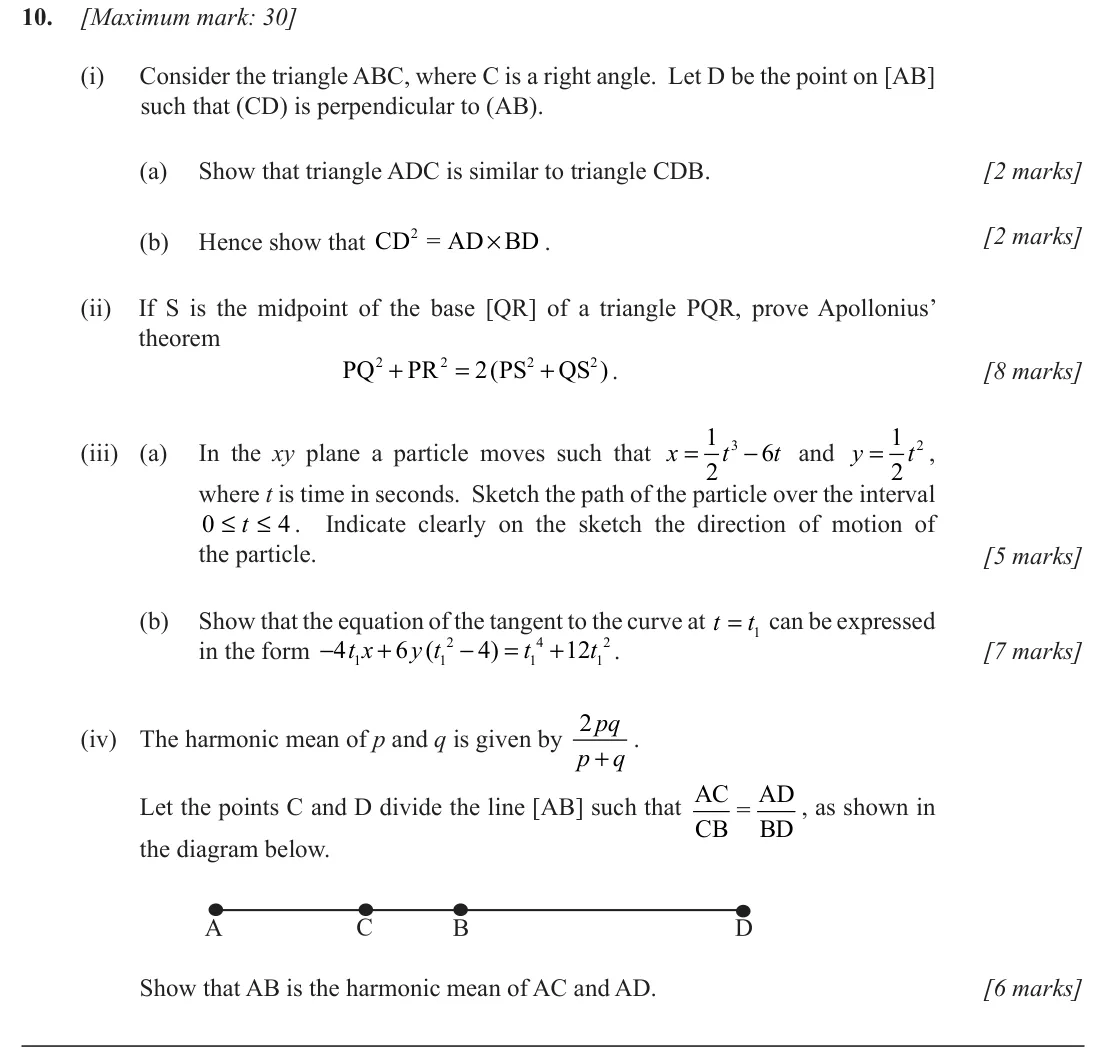 10. [Maximum mark: 30]
(i) Consider the triangle ABC, where C is a right angle. Let D be the point on [AB]
such that (CD) is perpendicular to (AB).
(a) Show that triangle ADC is similar to triangle CDB. [2 marks]
(b) Hence show that CD² = AD × BD . [2 marks]
(ii) If S is the midpoint of the base [QR] of a triangle PQR, prove Apollonius’
theorem
PQ² + PR² = 2(PS² + QS²) . [8 marks]
(iii) (a) In the xy plane a particle moves such that x = 1/2 t³ − 6t and y = 1/2 t² ,
where t is time in seconds. Sketch the path of the particle over the interval
0 ≤ t ≤ 4 . Indicate clearly on the sketch the direction of motion of
the particle. [5 marks]
(b) Show that the equation of the tangent to the curve at t = t₁ can be expressed
in the form −4t₁x + 6y(t₁² − 4) = t₁⁴ + 12t₁² . [7 marks]
(iv) The harmonic mean of p and q is given by 2pq/(p + q) .
Let the points C and D divide the line [AB] such that AC/CB = AD/BD , as shown in
the diagram below.
A C B D
Show that AB is the harmonic mean of AC and AD. [6 marks]